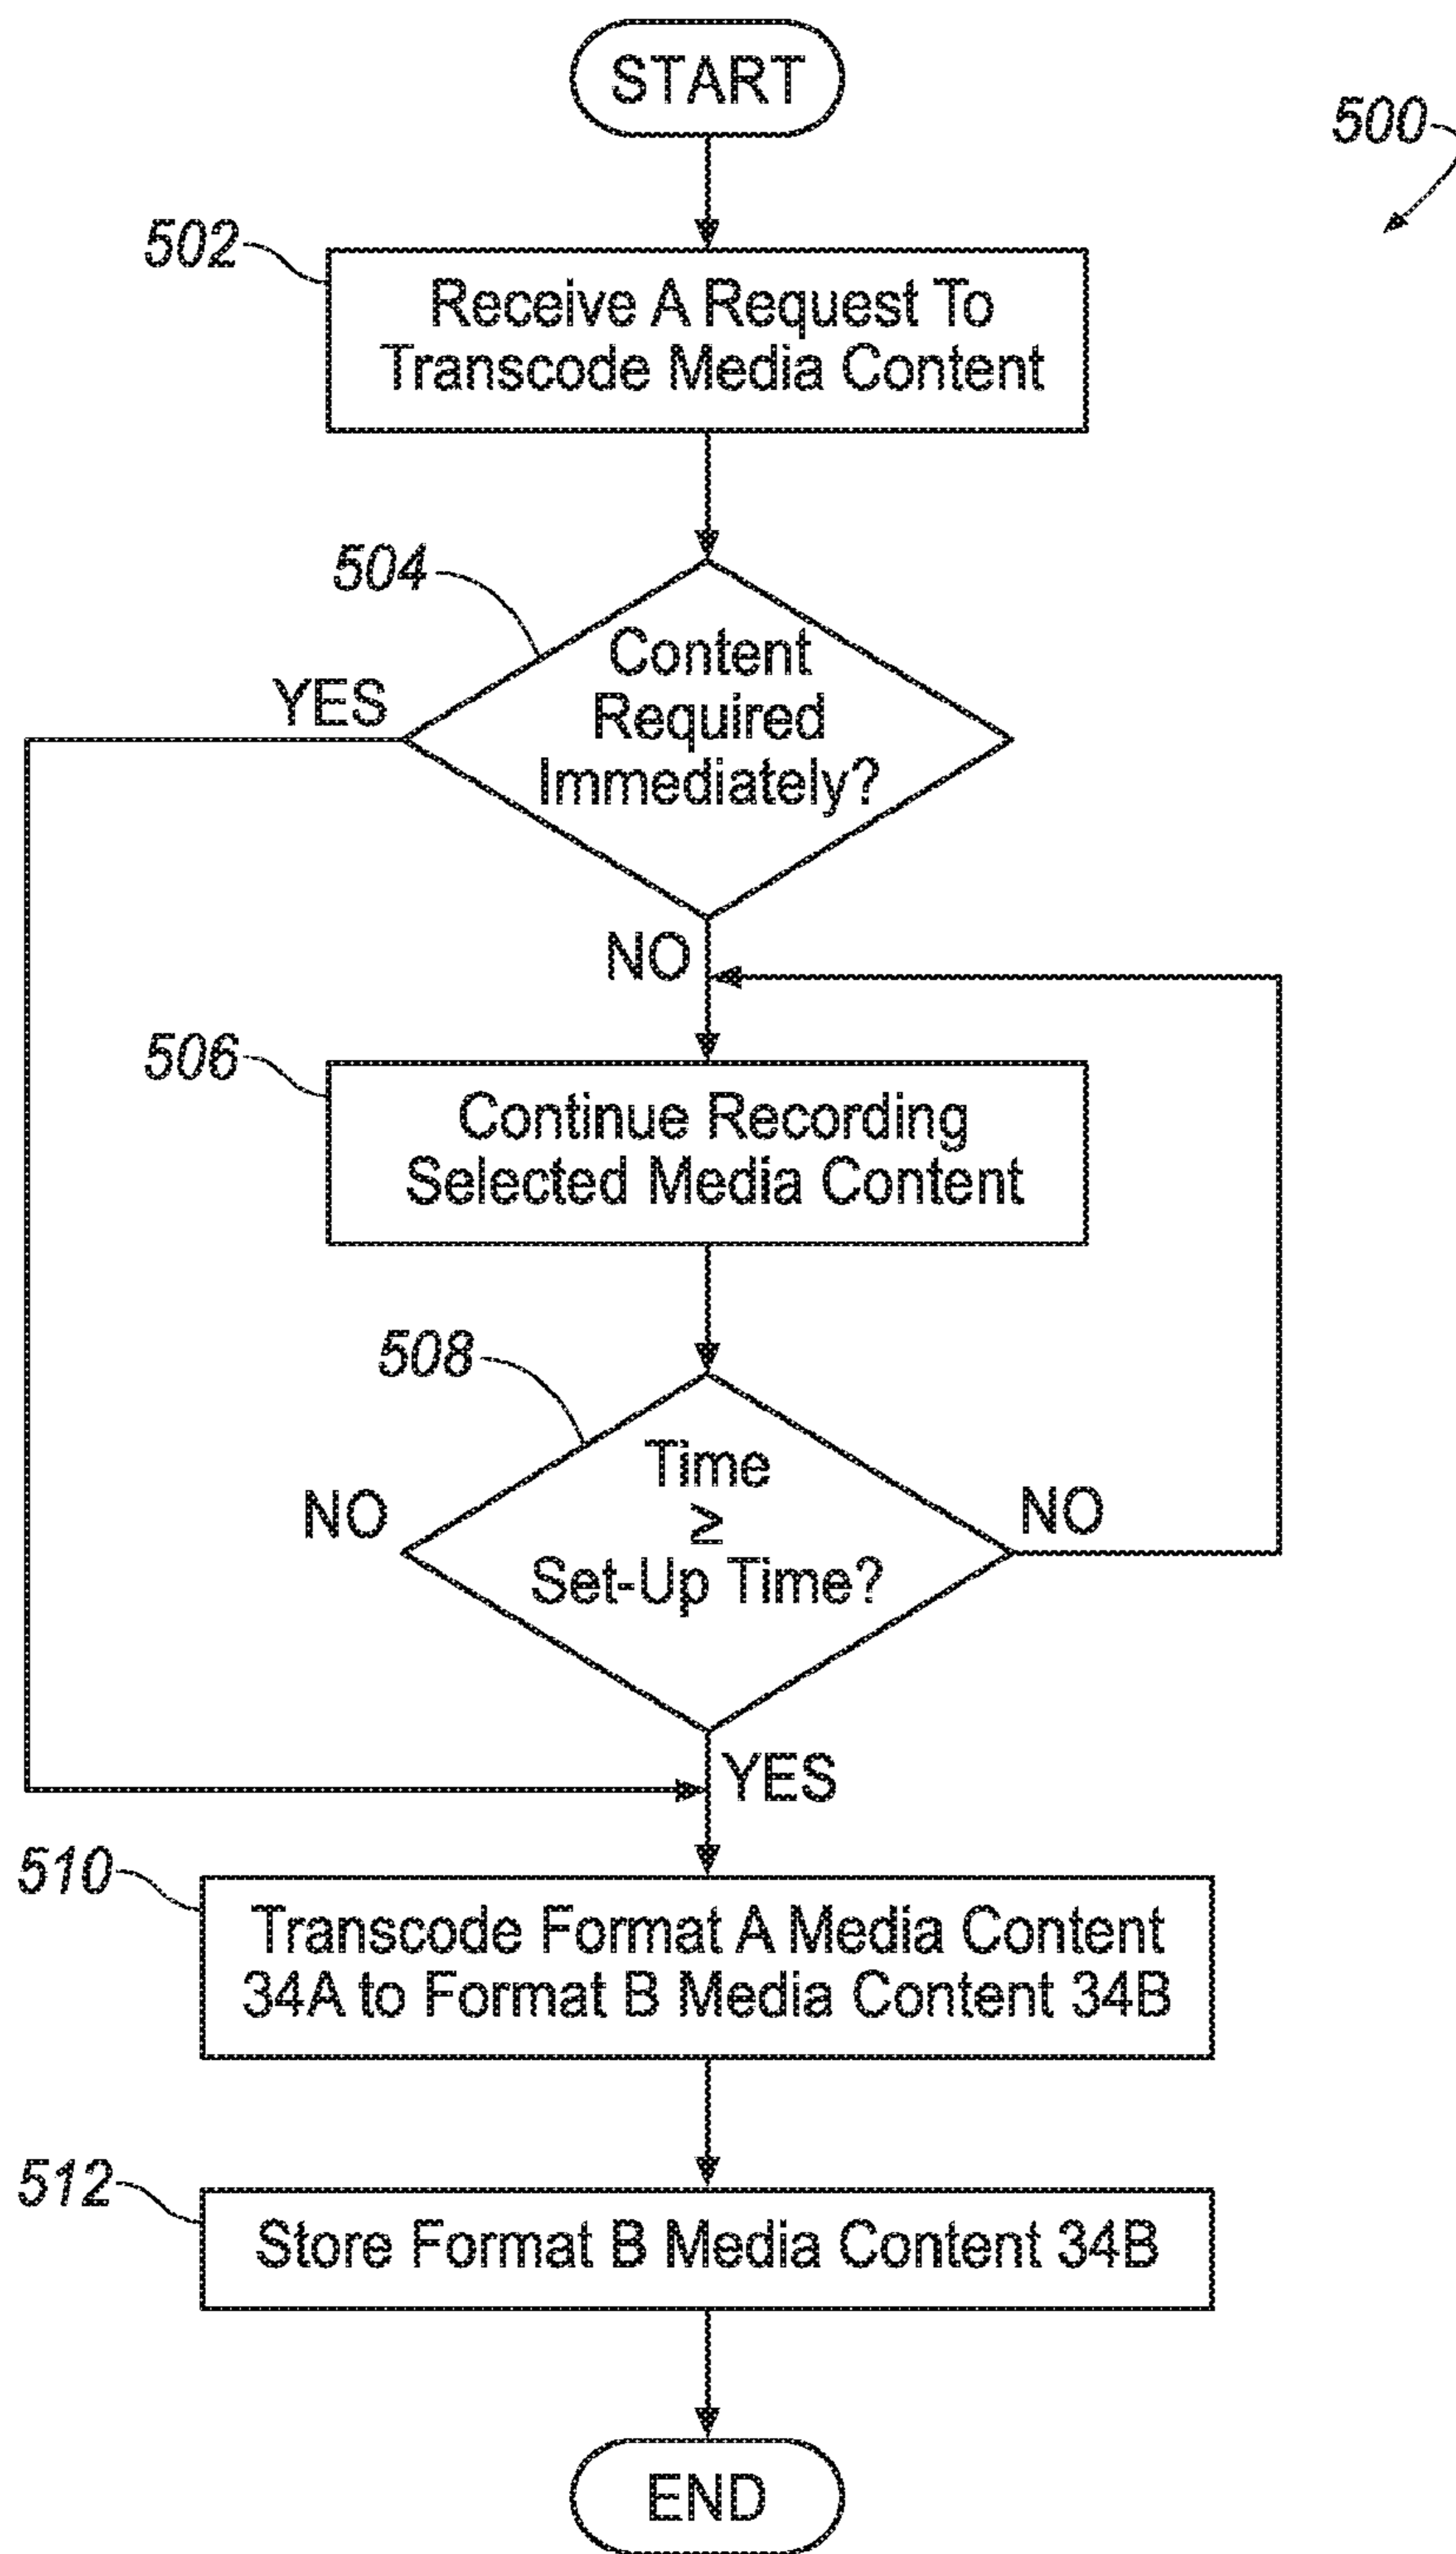 START
500
502
Receive A Request To
Transcode Media Content
504
Content
Required
Immediately?
YES
NO
506
Continue Recording
Selected Media Content
508
Time
≥
Set-Up Time?
NO
NO
YES
510
Transcode Format A Media Content
34A to Format B Media Content 34B
512
Store Format B Media Content 34B
END